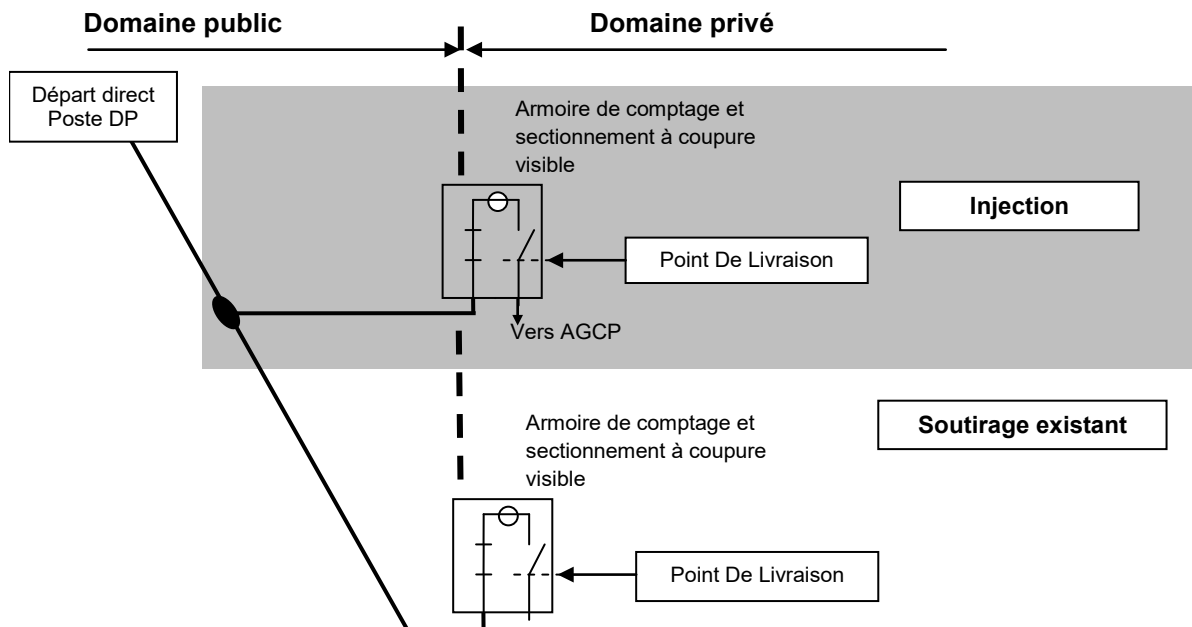 Domaine public
Domaine privé
Départ direct
Poste DP
Armoire de comptage et
sectionnement à coupure
visible
Injection
Point De Livraison
Vers AGCP
Armoire de comptage et
sectionnement à coupure
visible
Soutirage existant
Point De Livraison